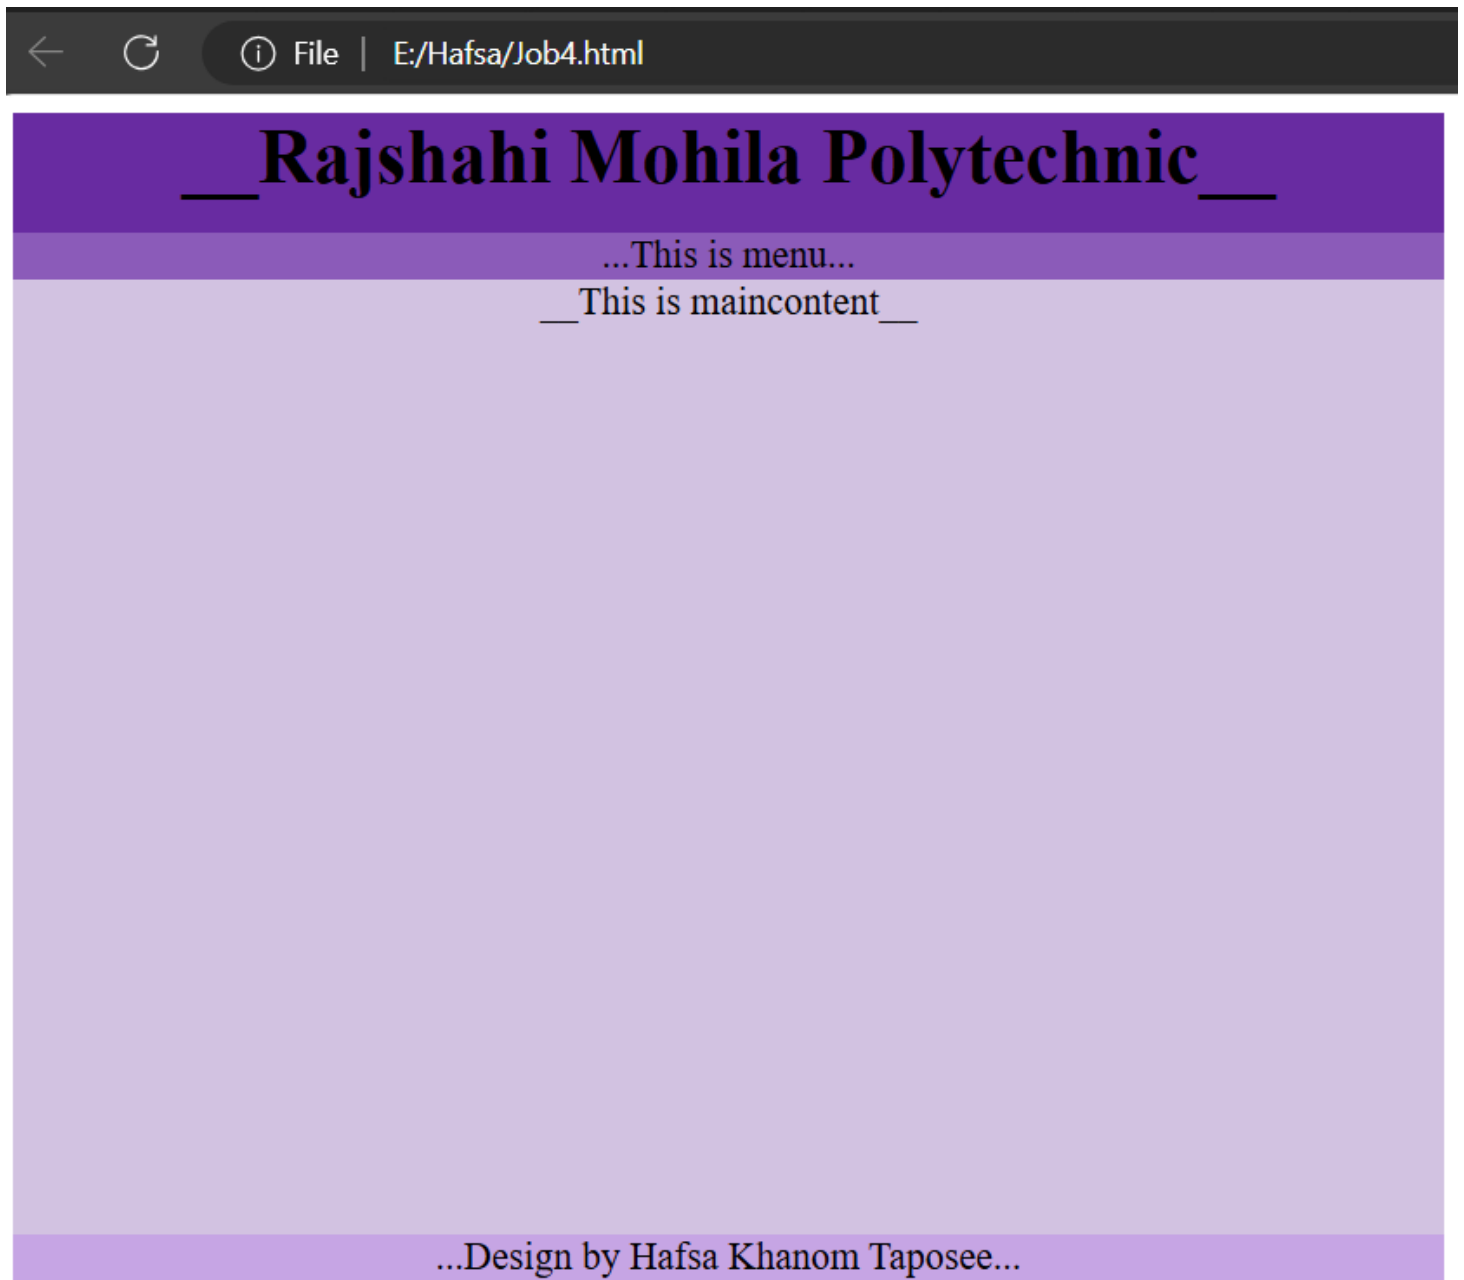 File | E:/Hafsa/Job4.html
__Rajshahi Mohila Polytechnic__
...This is menu...
__This is maincontent__
...Design by Hafsa Khanom Taposee...